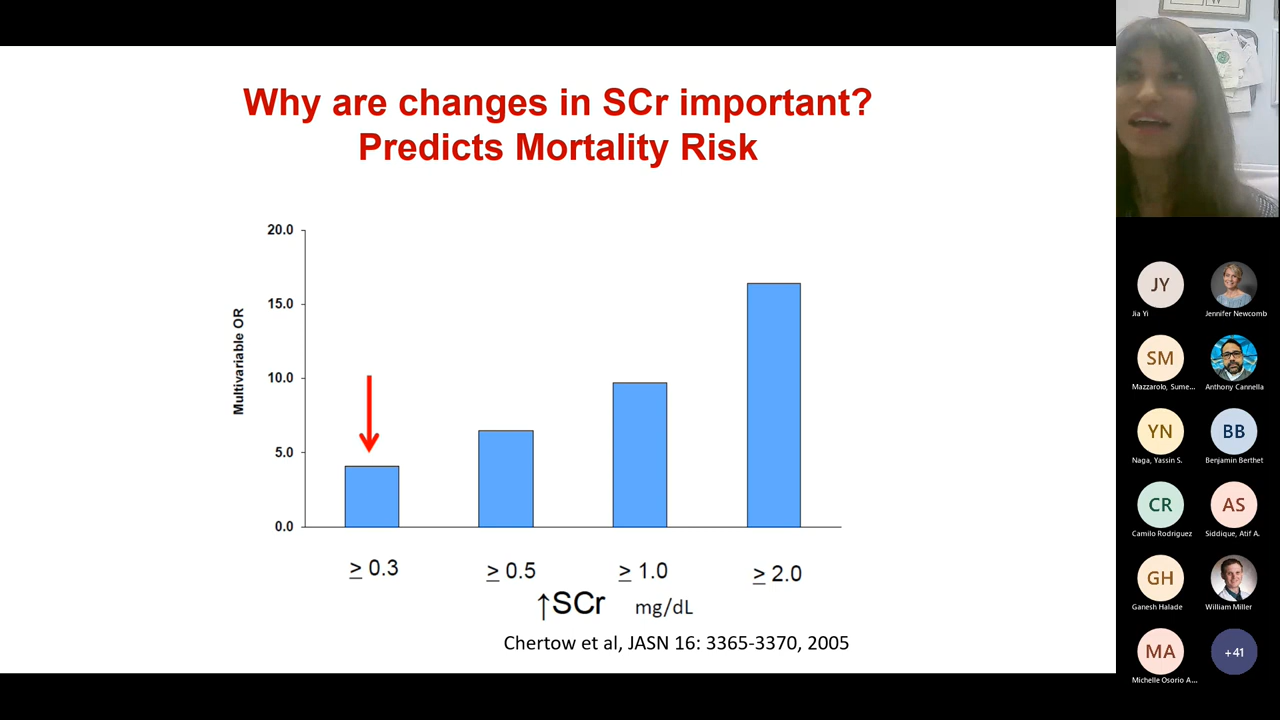 Why are changes in SCr important?
Predicts Mortality Risk
20.0
15.0
10.0
5.0
0.0
Multivariable OR
≥ 0.3
≥ 0.5
≥ 1.0
≥ 2.0
↑SCr mg/dL
Chertow et al, JASN 16: 3365-3370, 2005
JY
Jia Yi
Jennifer Newcomb
SM
Mazzarolo, Sume...
Anthony Cannella
YN
Naga, Yassin S.
BB
Benjamin Berthet
CR
Camilo Rodriguez
AS
Siddique, Atif A.
GH
Ganesh Halade
William Miller
MA
Michelle Osorio A...
+41